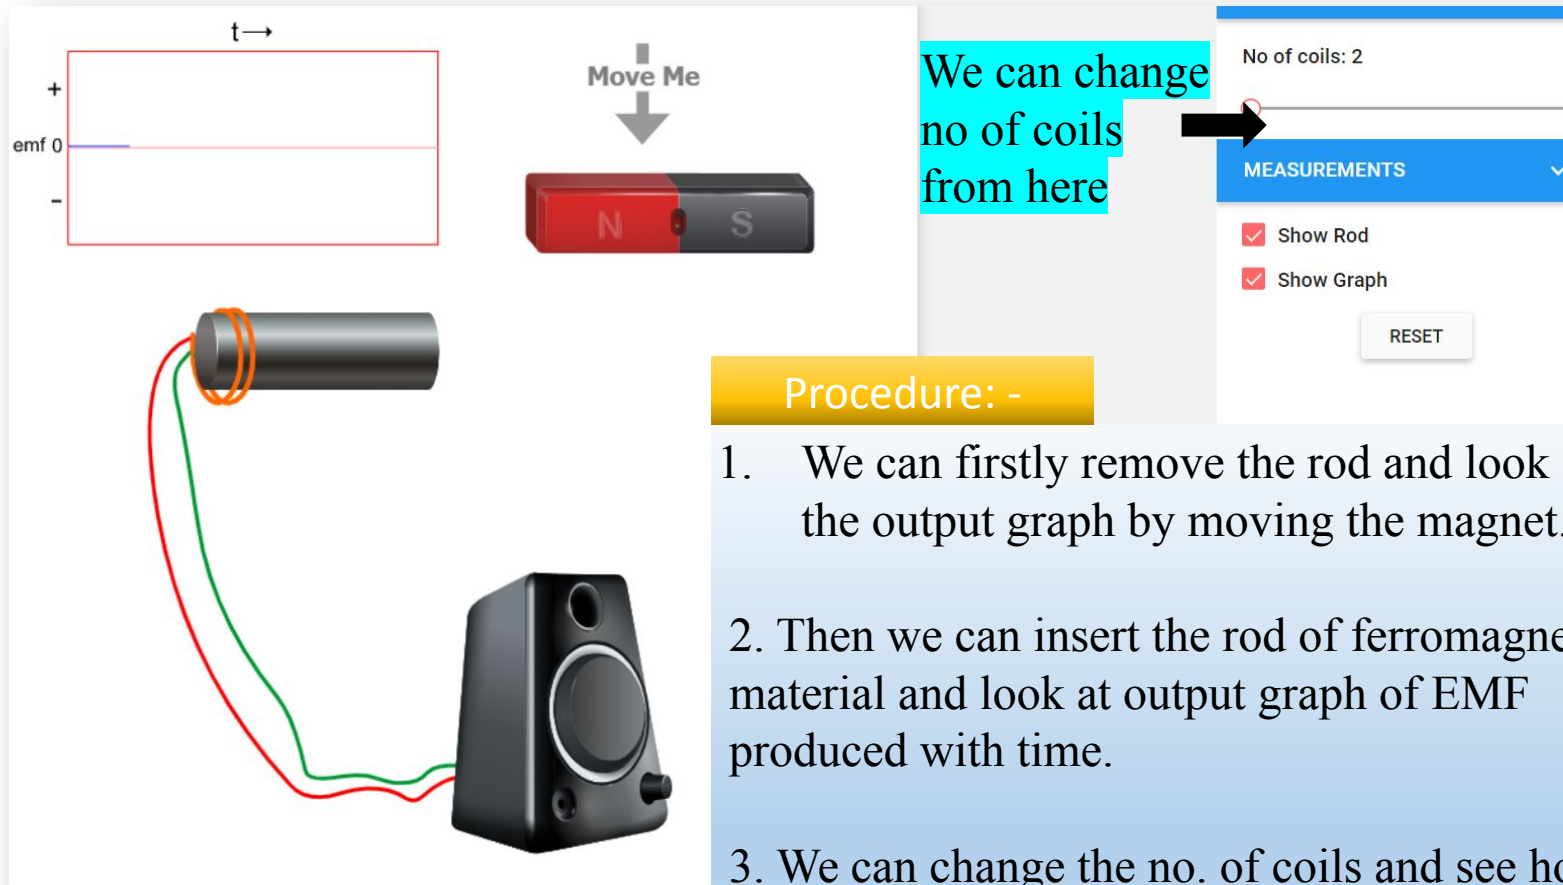 t→
+
emf 0
–
Move Me
N
S
We can change
no of coils
from here
No of coils: 2
MEASUREMENTS
Show Rod
Show Graph
RESET
Procedure: -
1. We can firstly remove the rod and look
the output graph by moving the magnet.
2. Then we can insert the rod of
material and look at output graph of EMF
produced with time.
3. We can change the no. of coils and see